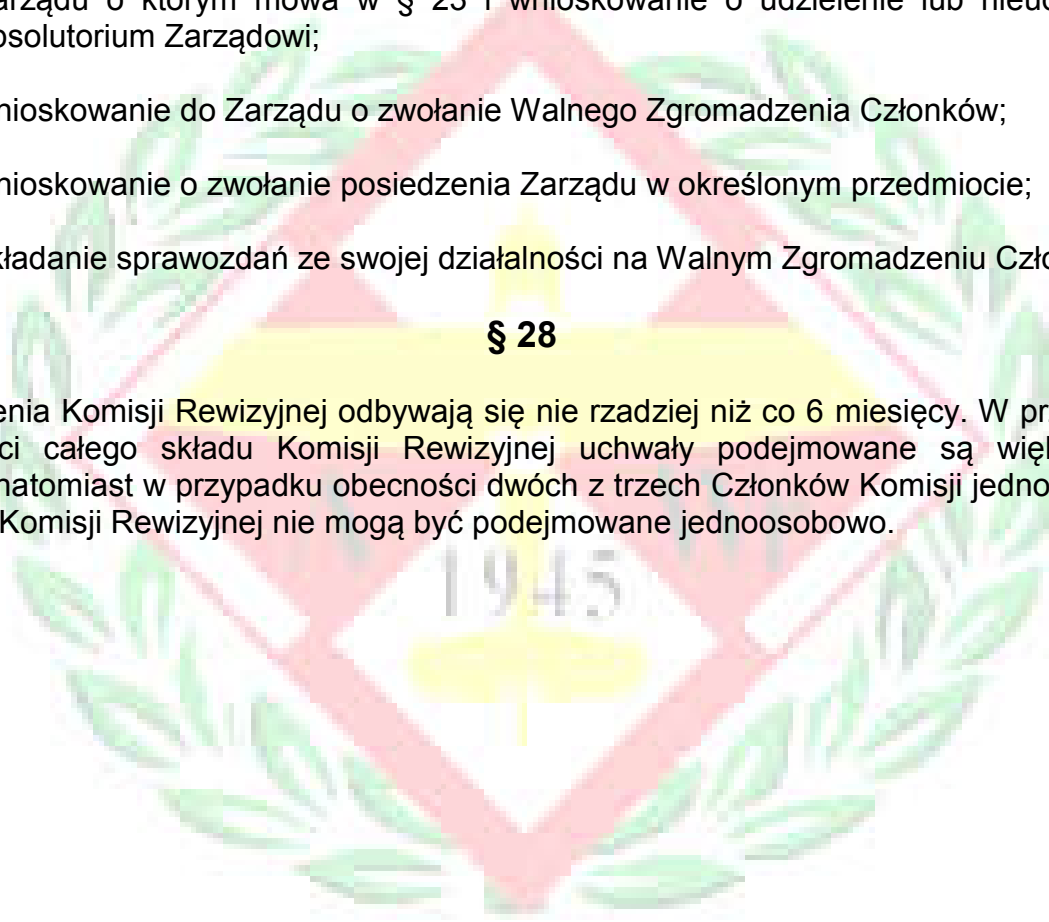 arządu o którym mowa w § 23 i wnioskowanie o udzielenie lub nieud
bsolutorium Zarządowi;
nioskowanie do Zarządu o zwołanie Walnego Zgromadzenia Członków;
nioskowanie o zwołanie posiedzenia Zarządu w określonym przedmiocie;
kładanie sprawozdań ze swojej działalności na Walnym Zgromadzeniu Czło
§ 28
enia Komisji Rewizyjnej odbywają się nie rzadziej niż co 6 miesięcy. W pr
ci całego składu Komisji Rewizyjnej uchwały podejmowane są więk
natomiast w przypadku obecności dwóch z trzech Członków Komisji jedno
Komisji Rewizyjnej nie mogą być podejmowane jednoosobowo.
1945